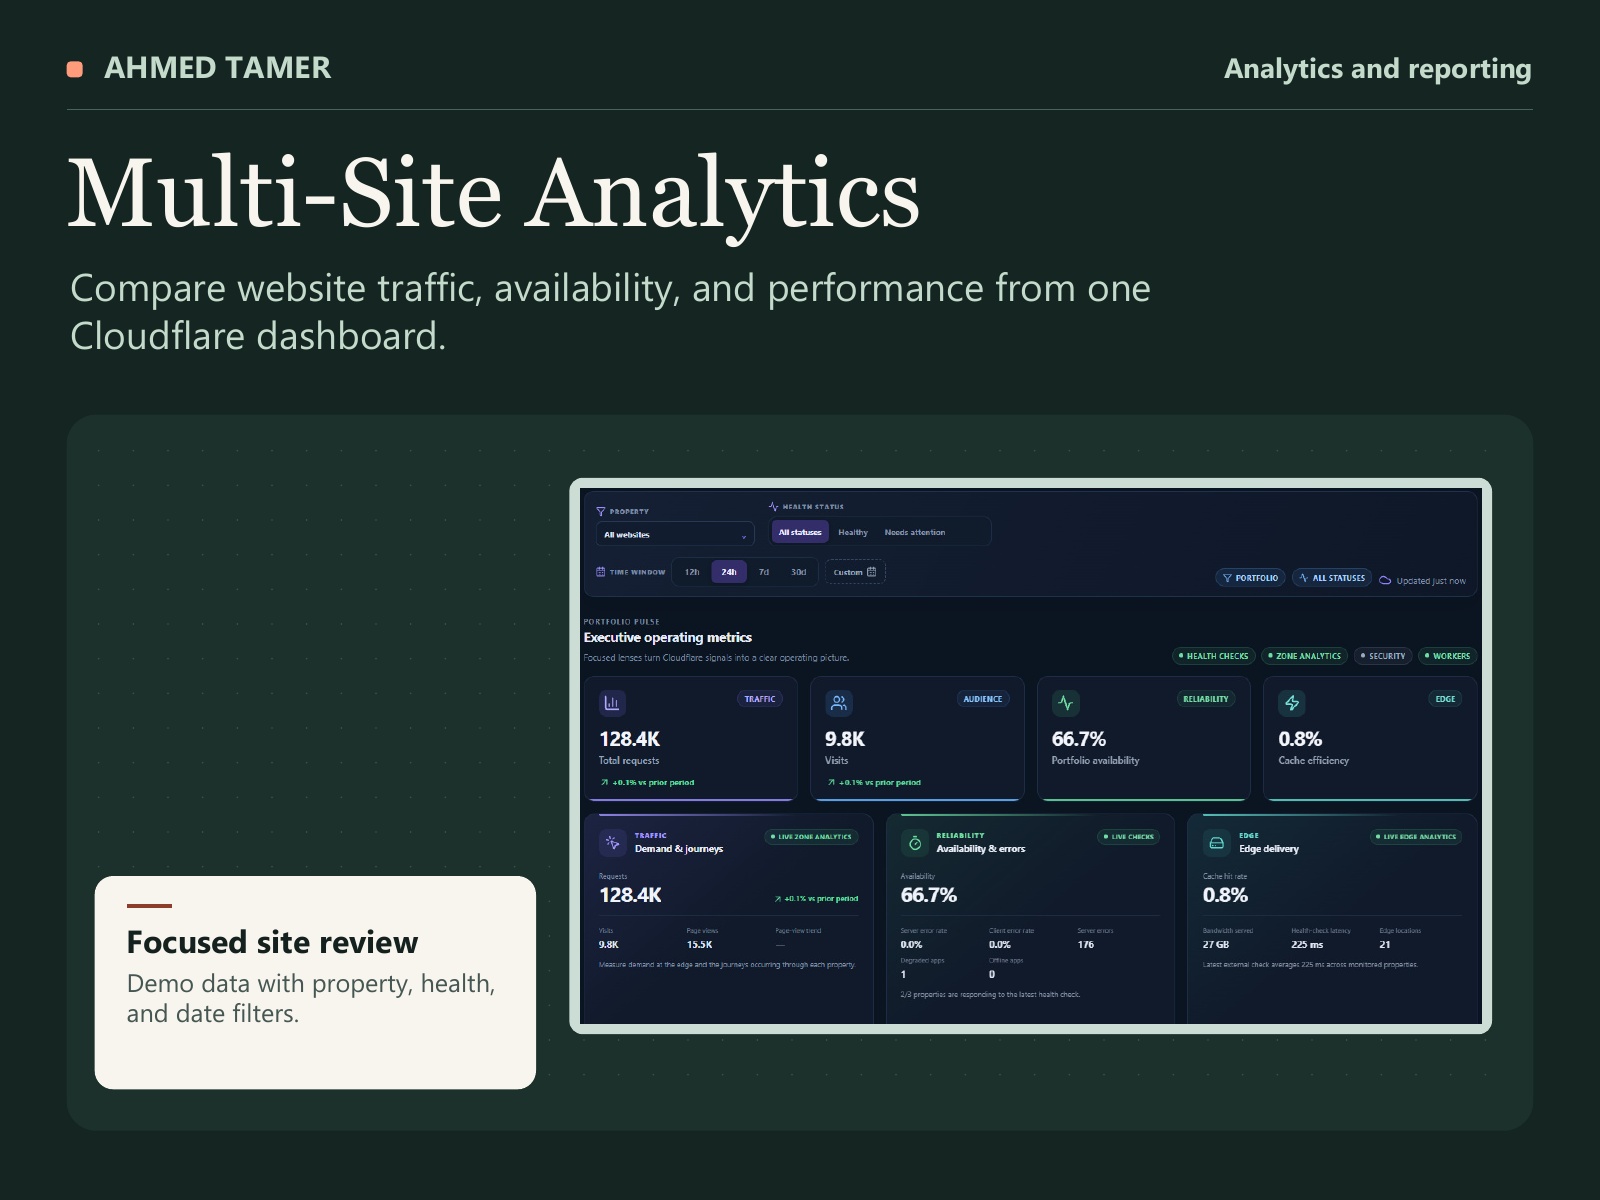 AHMED TAMER
Analytics and reporting
Multi-Site Analytics
Compare website traffic, availability, and performance from one
Cloudflare dashboard.
PROPERTY
HEALTH STATUS
All websites
All statuses
Healthy
Needs attention
TIME WINDOW
12h
24h
7d
30d
Custom
PORTFOLIO
ALL STATUSES
Updated just now
PORTFOLIO PULSE
Executive operating metrics
Focused lenses turn Cloudflare signals into a clear operating picture.
HEALTH CHECKS
ZONE ANALYTICS
SECURITY
WORKERS
TRAFFIC
128.4K
Total requests
+0.1% vs prior period
AUDIENCE
9.8K
Visits
+0.1% vs prior period
RELIABILITY
66.7%
Portfolio availability
EDGE
0.8%
Cache efficiency
TRAFFIC
Demand & journeys
LIVE ZONE ANALYTICS
Requests
128.4K
+0.1% vs prior period
Visits
Page views
Page-view trend
9.8K
15.5K
—
Measure demand at the edge and the journeys occurring through each property.
RELIABILITY
Availability & errors
LIVE CHECKS
Availability
66.7%
Server error rate
Client error rate
Server errors
0.0%
0.0%
176
Degraded apps
Offline apps
1
0
2/3 properties are responding to the latest health check.
EDGE
Edge delivery
LIVE EDGE ANALYTICS
Cache hit rate
0.8%
Bandwidth served
Health-check latency
Edge locations
27 GB
225 ms
21
Latest external check averages 225 ms across monitored properties.
Focused site review
Demo data with property, health,
and date filters.